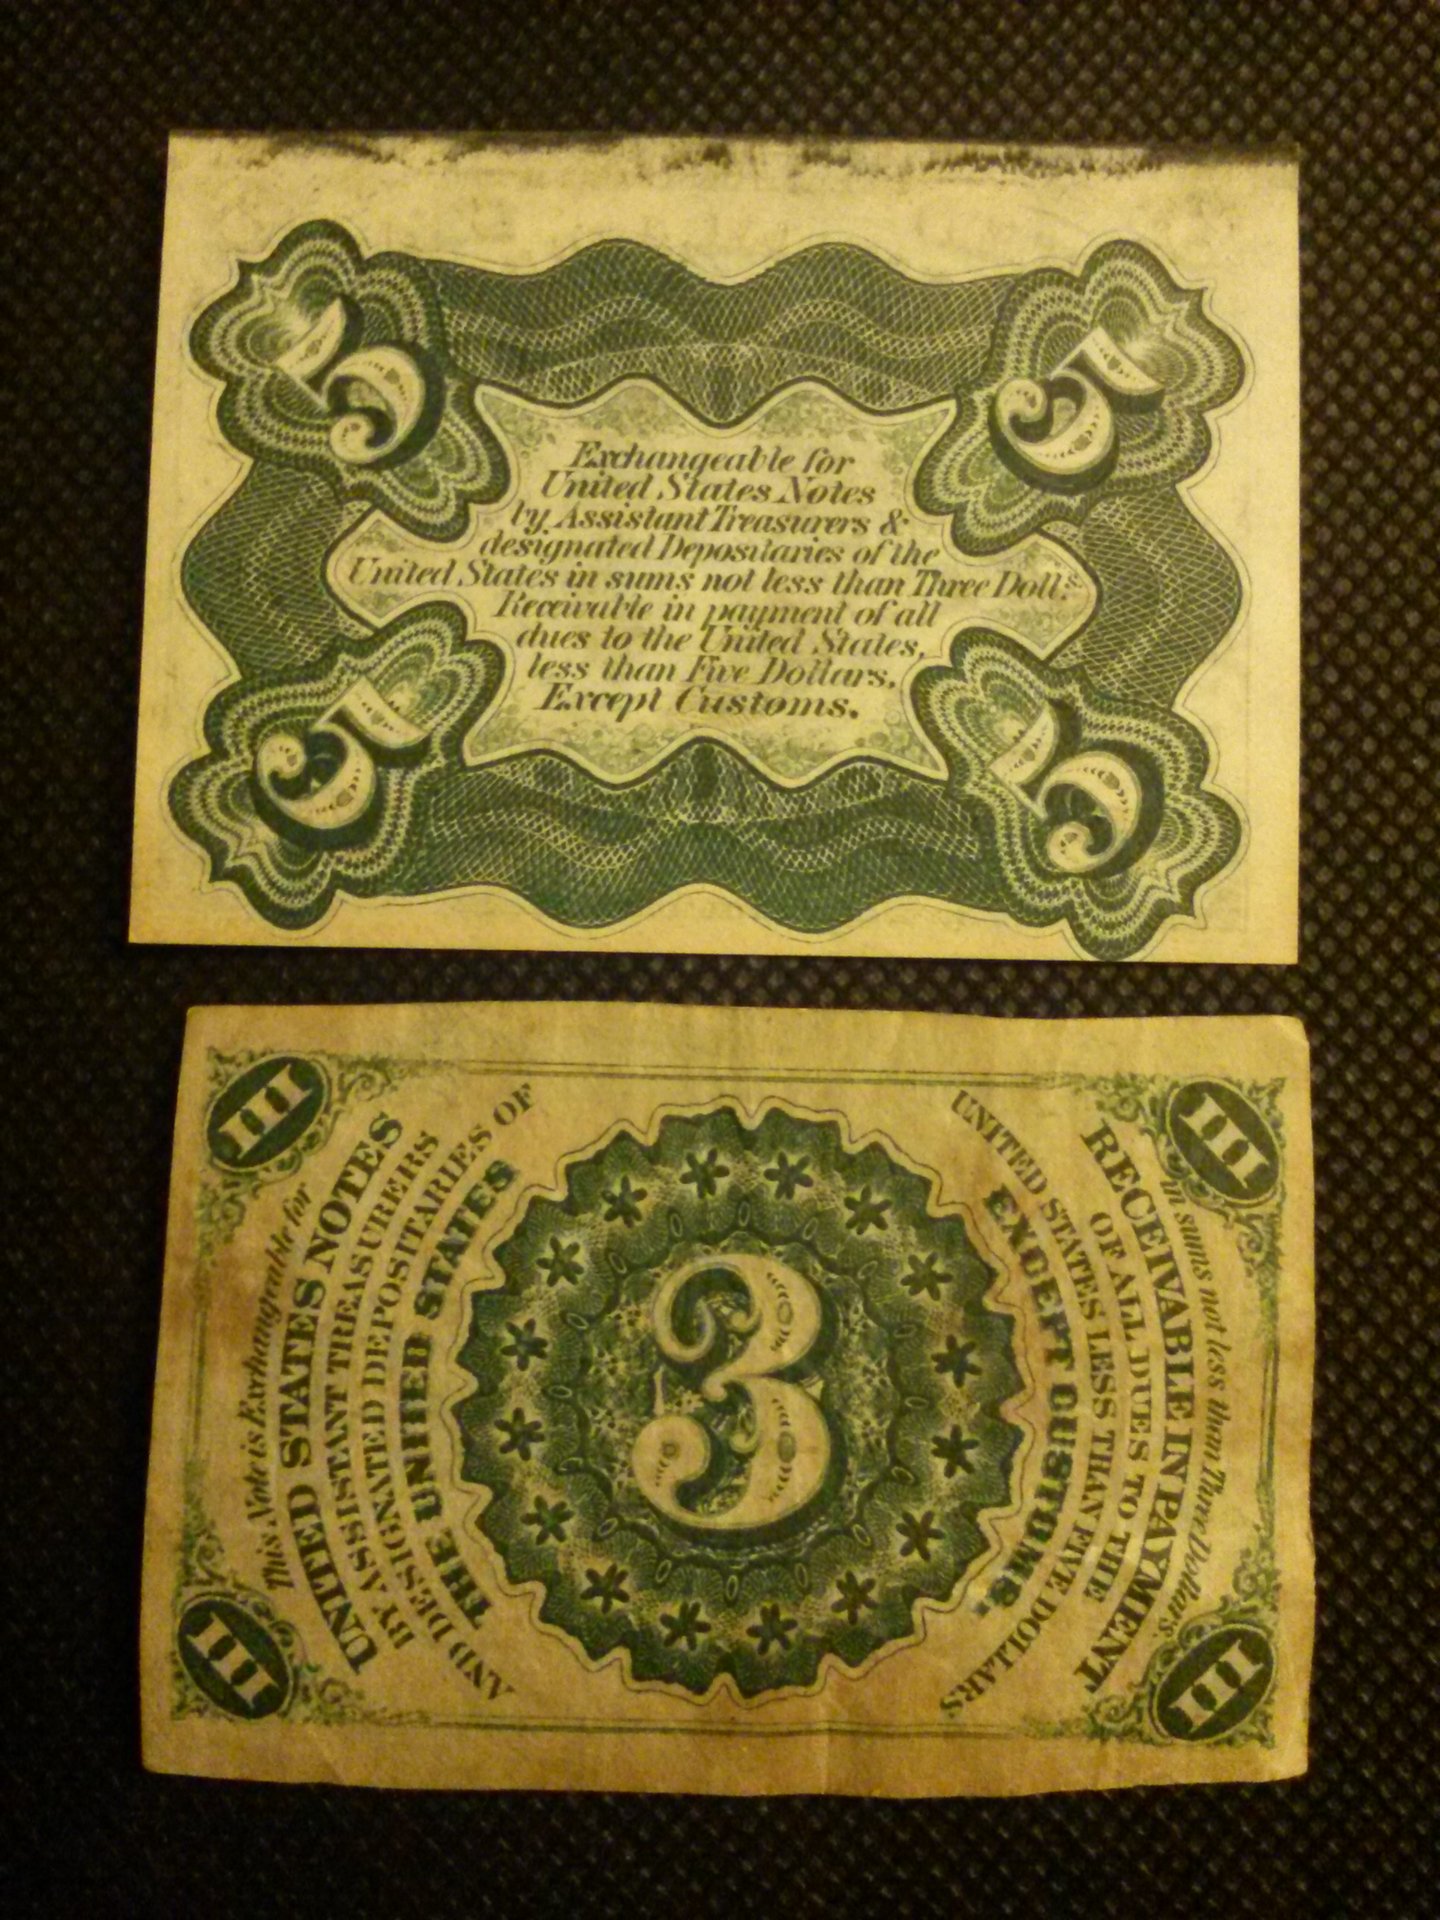 5
5
Exchangeable for
United States Notes
by Assistant Treasurers &
designated Depositaries of the
United States in sums not less than Three Doll.s
Receivable in payment of all
dues to the United States,
less than Five Dollars.
Except Customs.
5
5
III
III
This Note is Exchangeable for
UNITED STATES NOTES
BY ASSISTANT TREASURERS
AND DESIGNATED DEPOSITARIES OF
THE UNITED STATES
3
in sums not less than Three Dollars.
RECEIVABLE IN PAYMENT
OF ALL DUES TO THE
UNITED STATES LESS THAN FIVE DOLLARS
EXCEPT CUSTOMS.
III
III